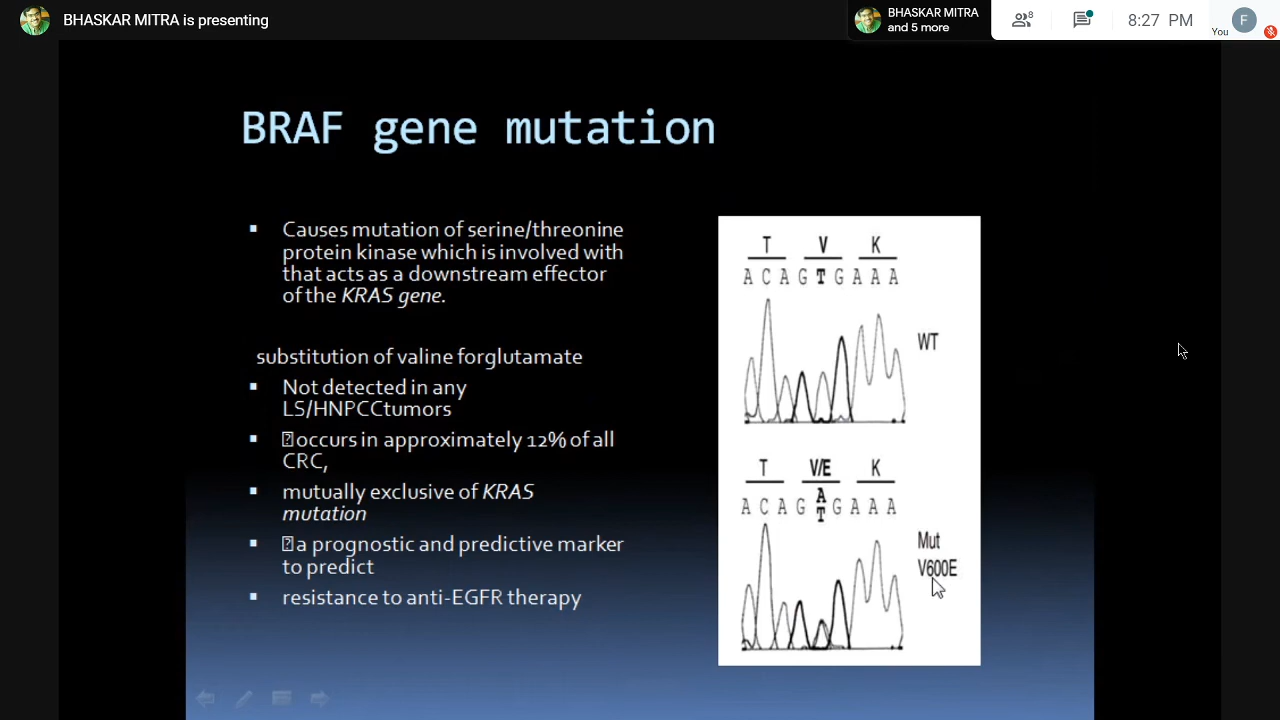 BHASKAR MITRA is presenting
BHASKAR MITRA
and 5 more
8
8:27 PM
You
F
BRAF gene mutation
Causes mutation of serine/threonine
protein kinase which is involved with
that acts as a downstream effector
of the KRAS gene.
substitution of valine forglutamate
Not detected in any
LS/HNPCCtumors
occurs in approximately 12% of all
CRC,
mutually exclusive of KRAS
mutation
a prognostic and predictive marker
to predict
resistance to anti-EGFR therapy
T V K
A C A G T G A A A
WT
T V/E K
A
A C A G T G A A A
Mut
V600E